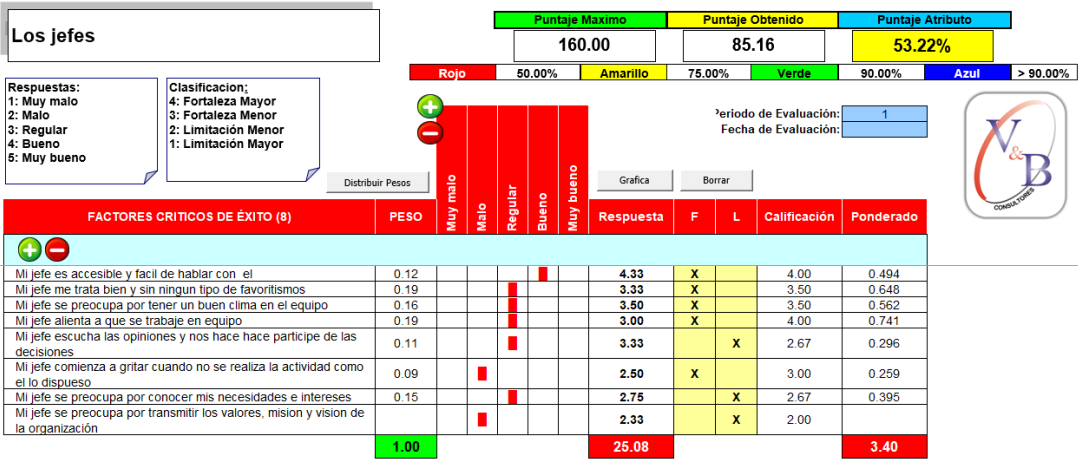 Los jefes
Puntaje Maximo Puntaje Obtenido Puntaje Atributo
160.00 85.16 53.22%
Rojo 50.00% Amarillo 75.00% Verde 90.00% Azul > 90.00%
Respuestas:
1: Muy malo
2: Malo
3: Regular
4: Bueno
5: Muy bueno
Clasificacion:
4: Fortaleza Mayor
3: Fortaleza Menor
2: Limitación Menor
1: Limitación Mayor
Periodo de Evaluación: 1
Fecha de Evaluación:
V&B
CONSULTORES
Distribuir Pesos
Grafica
Borrar
FACTORES CRITICOS DE ÉXITO (8) PESO Muy malo Malo Regular Bueno Muy bueno Respuesta F L Calificación Ponderado
Mi jefe es accesible y facil de hablar con el 0.12 4.33 X 4.00 0.494
Mi jefe me trata bien y sin ningun tipo de favoritismos 0.19 3.33 X 3.50 0.648
Mi jefe se preocupa por tener un buen clima en el equipo 0.16 3.50 X 3.50 0.562
Mi jefe alienta a que se trabaje en equipo 0.19 3.00 X 4.00 0.741
Mi jefe escucha las opiniones y nos hace hace participe de las
decisiones 0.11 3.33 X 2.67 0.296
Mi jefe comienza a gritar cuando no se realiza la actividad como
el lo dispueso 0.09 2.50 X 3.00 0.259
Mi jefe se preocupa por conocer mis necesidades e intereses 0.15 2.75 X 2.67 0.395
Mi jefe se preocupa por transmitir los valores, mision y vision de
la organización 2.33 X 2.00
1.00 25.08 3.40